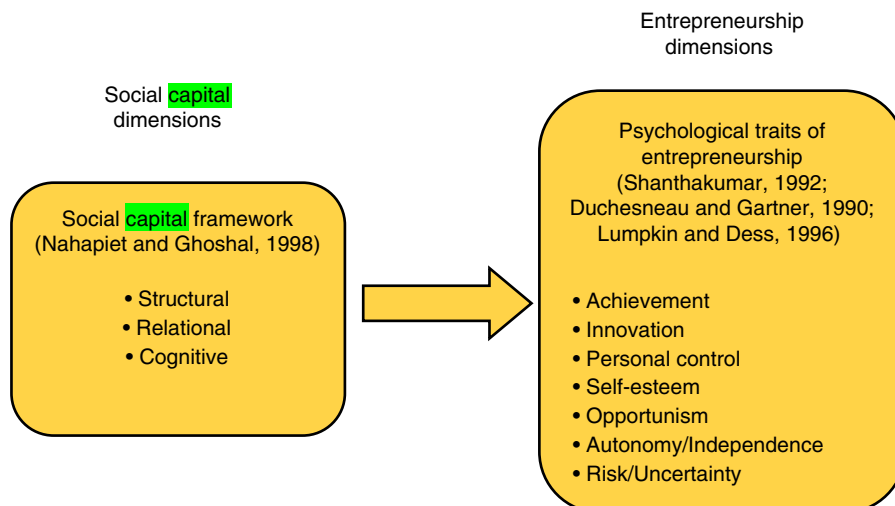 Social capital
dimensions
Social capital framework
(Nahapiet and Ghoshal, 1998)
• Structural
• Relational
• Cognitive
Entrepreneurship
dimensions
Psychological traits of
entrepreneurship
(Shanthakumar, 1992;
Duchesneau and Gartner, 1990;
Lumpkin and Dess, 1996)
• Achievement
• Innovation
• Personal control
• Self-esteem
• Opportunism
• Autonomy/Independence
• Risk/Uncertainty